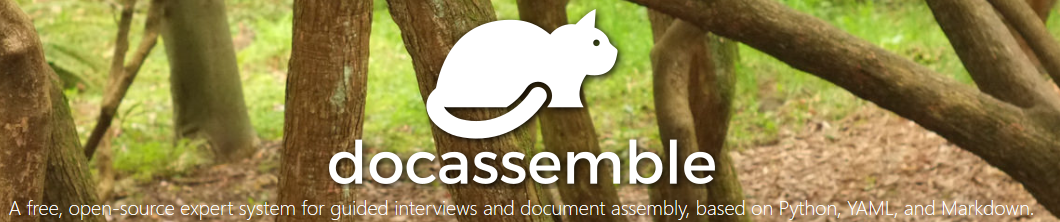 docassemble
A free, open-source expert system for guided interviews and document assembly, based on Python, YAML, and Markdown.